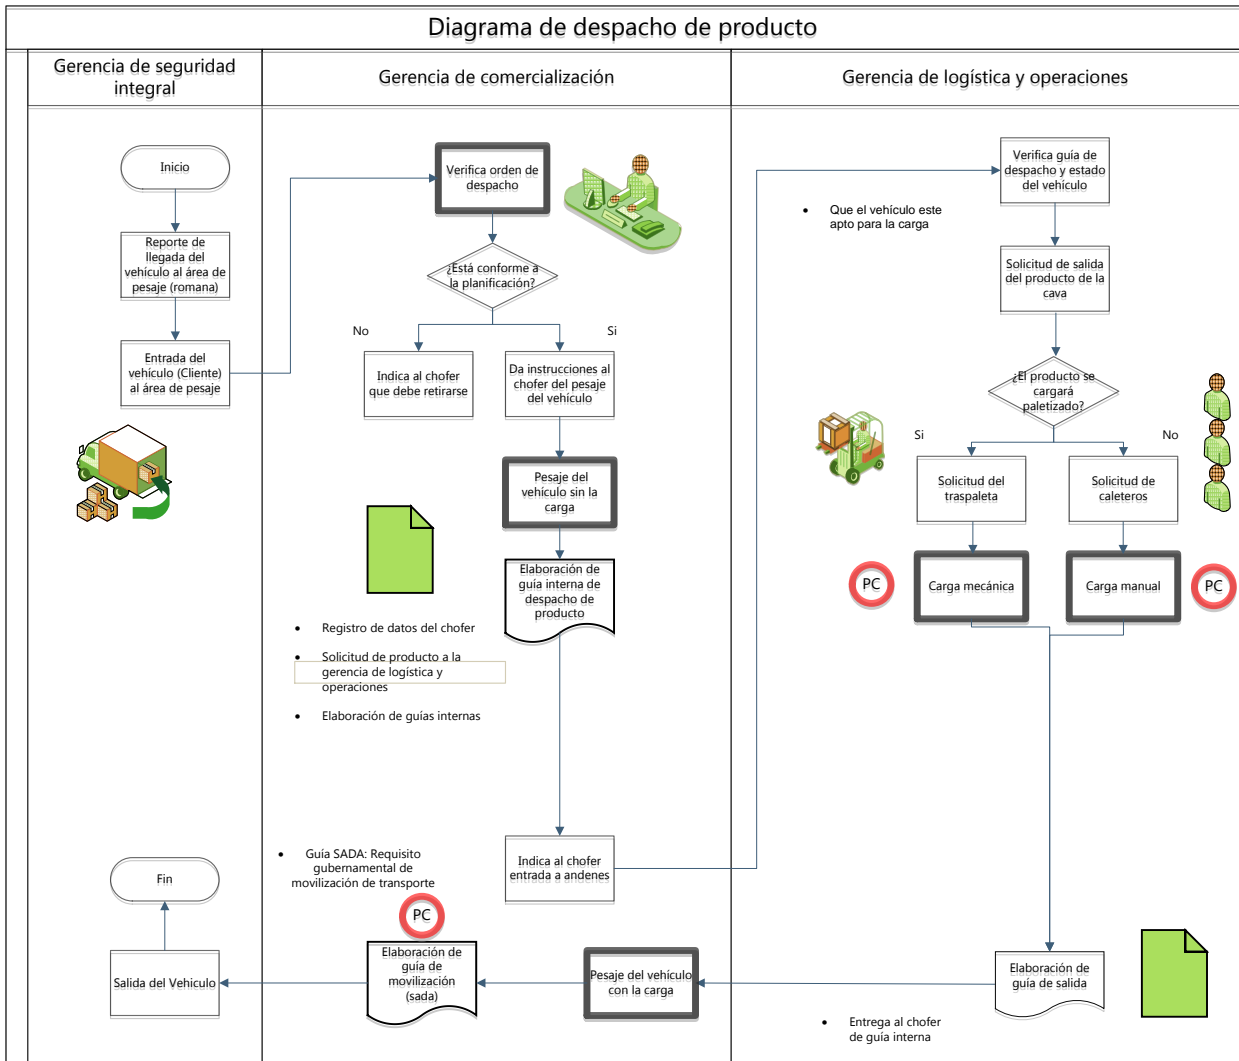 Diagrama de despacho de producto
Gerencia de seguridad
integral
Gerencia de comercialización
Gerencia de logística y operaciones
Inicio
Reporte de
llegada del
vehículo al área de
pesaje (romana)
Entrada del
vehículo (Cliente)
al área de pesaje
Verifica orden de
despacho
¿Está conforme a
la planificación?
No
Si
Indica al chofer
que debe retirarse
Da instrucciones al
chofer del pesaje
del vehículo
Pesaje del
vehículo sin la
carga
Elaboración de
guía interna de
despacho de
producto
• Registro de datos del chofer
• Solicitud de producto a la
gerencia de logística y
operaciones
• Elaboración de guías internas
Indica al chofer
entrada a andenes
Verifica guía de
despacho y estado
del vehículo
• Que el vehículo este
apto para la carga
Solicitud de salida
del producto de la
cava
¿El producto se
cargará
paletizado?
Si
No
Solicitud del
traspaleta
Solicitud de
caleteros
PC
Carga mecánica
Carga manual
PC
Elaboración de
guía de salida
• Entrega al chofer
de guía interna
Pesaje del vehículo
con la carga
• Guía SADA: Requisito
gubernamental de
movilización de transporte
PC
Elaboración de
guía de
movilización
(sada)
Salida del Vehiculo
Fin